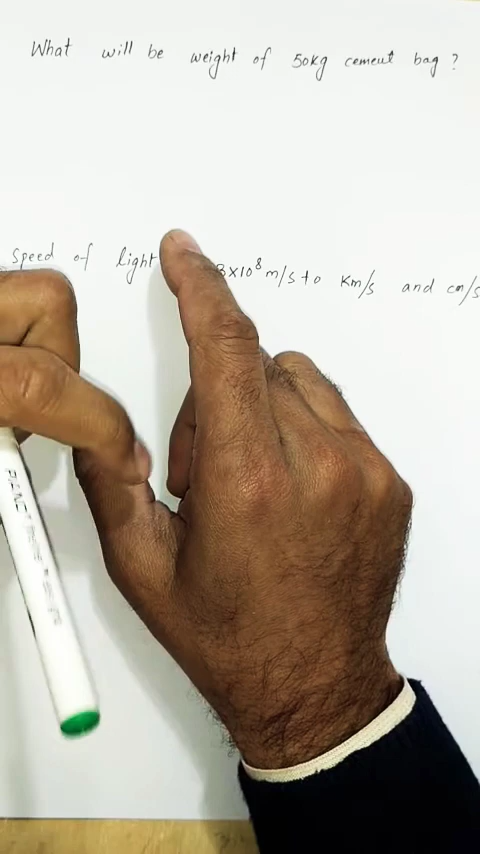 What will be weight of 50kg cement bag ?
speed of light 3x10⁸ m/s to Km/s and cm/s